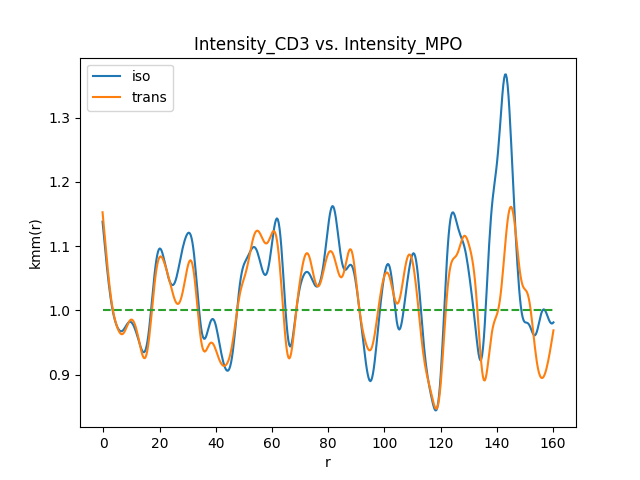 Intensity_CD3 vs. Intensity_MPO
iso
trans
kmm(r)
1.3
1.2
1.1
1.0
0.9
0 20 40 60 80 100 120 140 160
r